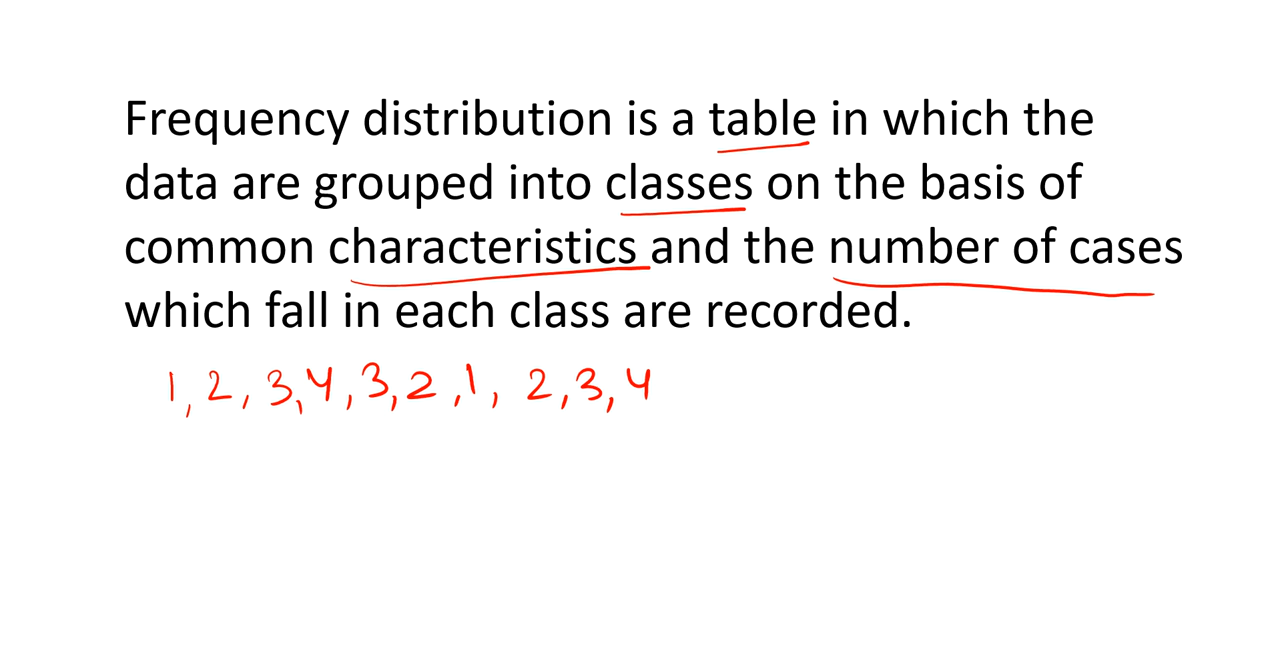 Frequency distribution is a table in which the
data are grouped into classes on the basis of
common characteristics and the number of cases
which fall in each class are recorded.
1, 2, 3, 4, 3, 2, 1, 2, 3, 4